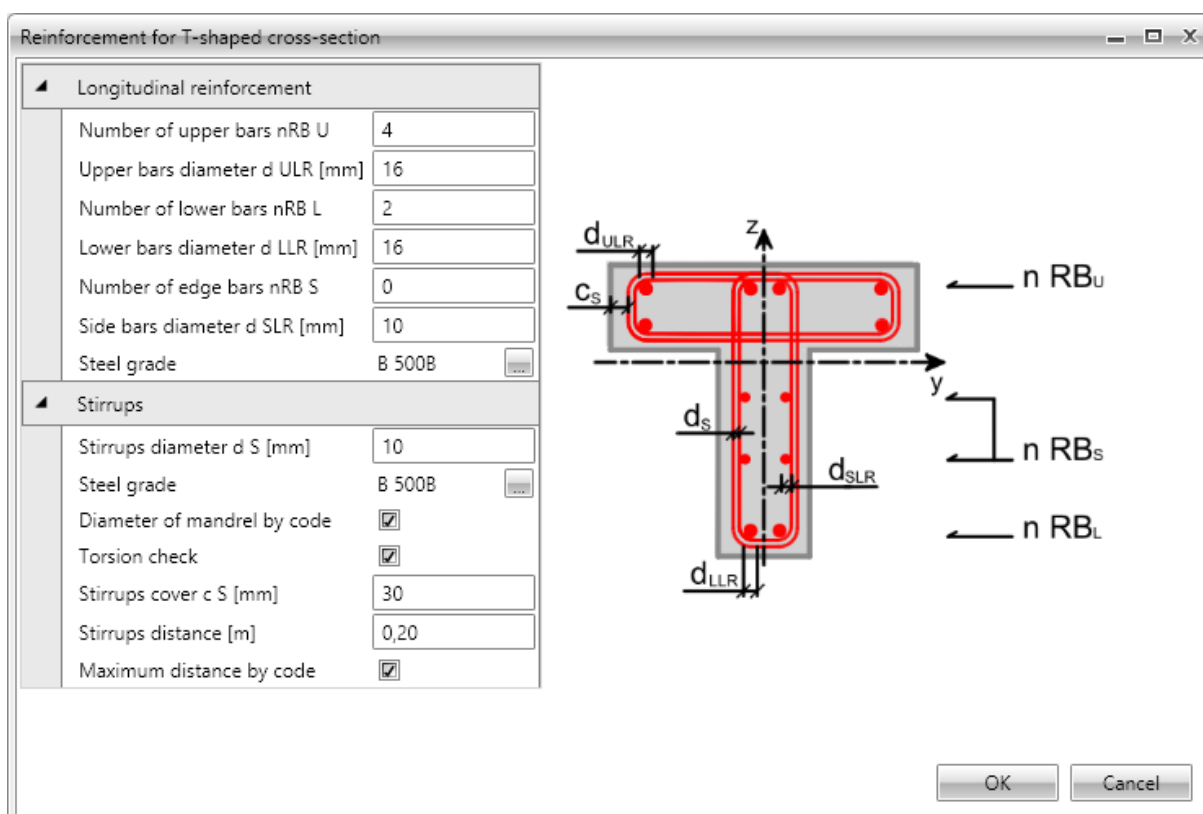 Reinforcement for T-shaped cross-section
Longitudinal reinforcement
Number of upper bars nRB U 4
Upper bars diameter d ULR [mm] 16
Number of lower bars nRB L 2
Lower bars diameter d LLR [mm] 16
Number of edge bars nRB S 0
Side bars diameter d SLR [mm] 10
Steel grade B 500B ...
Stirrups
Stirrups diameter d S [mm] 10
Steel grade B 500B ...
Diameter of mandrel by code
Torsion check
Stirrups cover c S [mm] 30
Stirrups distance [m] 0,20
Maximum distance by code
z
dULR
n RBU
cS
y
dS
n RBS
dSLR
n RBL
dLLR
OK Cancel